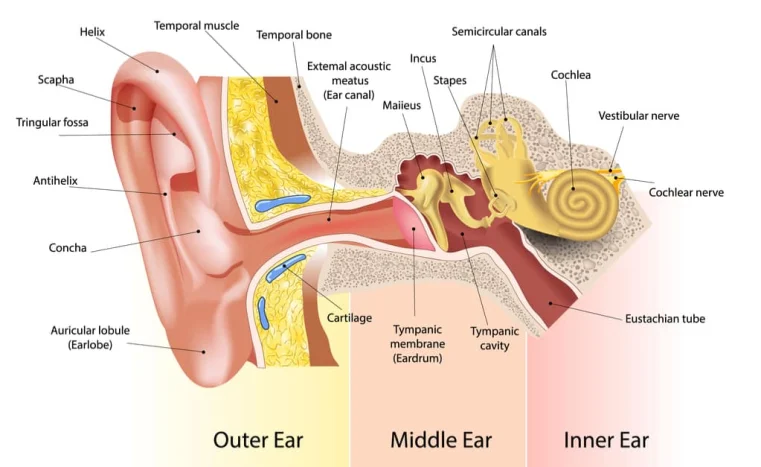 Helix
Temporal muscle
Temporal bone
Semicircular canals
Incus
External acoustic
meatus
(Ear canal)
Scapha
Stapes
Cochlea
Maiieus
Tringular fossa
Vestibular nerve
Antihelix
Cochlear nerve
Concha
Cartilage
Eustachian tube
Auricular lobule
(Earlobe)
Tympanic
membrane
(Eardrum)
Tympanic
cavity
Outer Ear
Middle Ear
Inner Ear